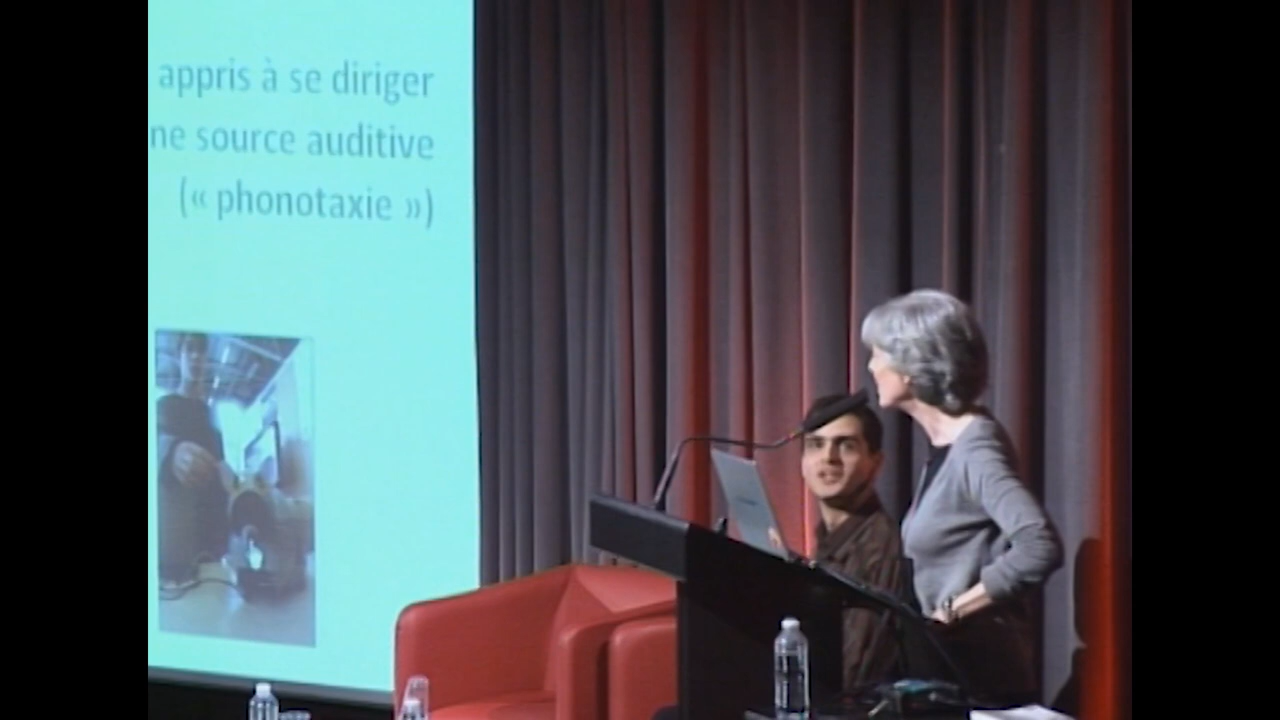 appris à se diriger
ne source auditive
(« phonotaxie »)